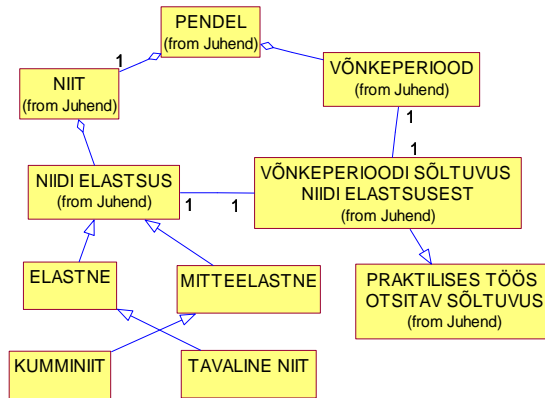 PENDEL
(from Juhend)
1
NIIT
(from Juhend)
VÕNKEPERIOOD
(from Juhend)
1
1
NIIDI ELASTSUS
(from Juhend)
1
1
VÕNKEPERIOODI SÕLTUVUS
NIIDI ELASTSUSEST
(from Juhend)
ELASTNE
MITTEELASTNE
PRAKTILISES TÖÖS
OTSITAV SÕLTUVUS
(from Juhend)
KUMMINIIT
TAVALINE NIIT